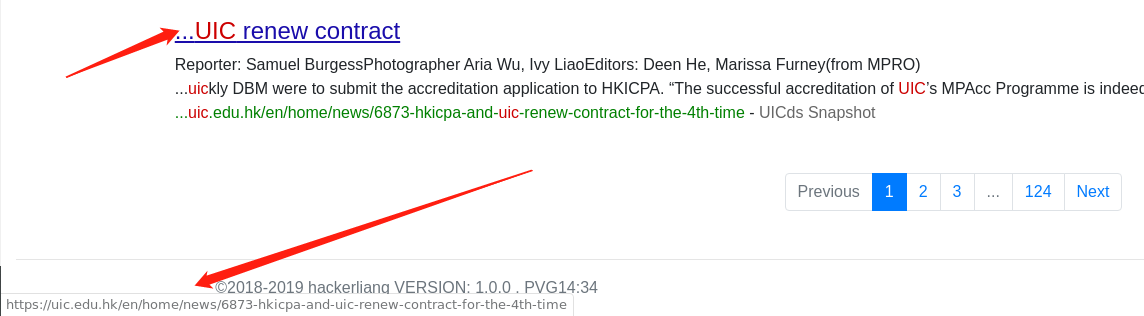 ...UIC renew contract
Reporter: Samuel BurgessPhotographer Aria Wu, Ivy LiaoEditors: Deen He, Marissa Furney(from MPRO)
...uickly DBM were to submit the accreditation application to HKICPA. “The successful accreditation of UIC’s MPAcc Programme is indeed
...uic.edu.hk/en/home/news/6873-hkicpa-and-uic-renew-contract-for-the-4th-time - UICds Snapshot
Previous 1 2 3 ... 124 Next
©2018-2019 hackerliang VERSION: 1.0.0 . PVG14:34
https://uic.edu.hk/en/home/news/6873-hkicpa-and-uic-renew-contract-for-the-4th-time